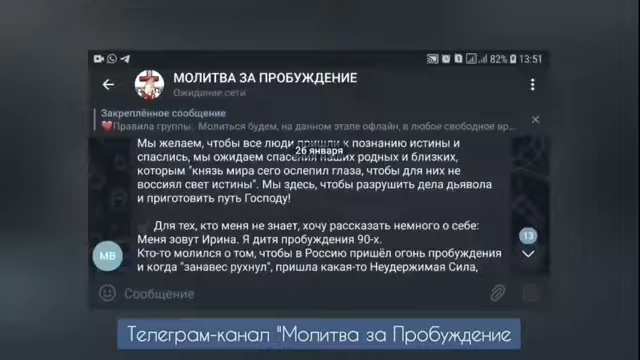 82% 13:51
МОЛИТВА ЗА ПРОБУЖДЕНИЕ
Ожидание сети
Закреплённое сообщение
❤Правила группы: Молиться будем, на данном этапе офлайн, в любое свободное вр...
Мы желаем, чтобы все люди пришли к познанию истины и
26 января
спаслись, мы ожидаем спасения наших родных и близких,
которым "князь мира сего ослепил глаза, чтобы для них не
воссиял свет истины". Мы здесь, чтобы разрушить дела дьявола
и приготовить путь Господу!
Для тех, кто меня не знает, хочу рассказать немного о себе:
Меня зовут Ирина. Я дитя пробуждения 90-х.
13
МВ
Кто-то молился о том, чтобы в Россию пришёл огонь пробуждения
и когда "занавес рухнул", пришла какая-то Неудержимая Сила,
Сообщение
Телеграм-канал "Молитва за Пробуждение